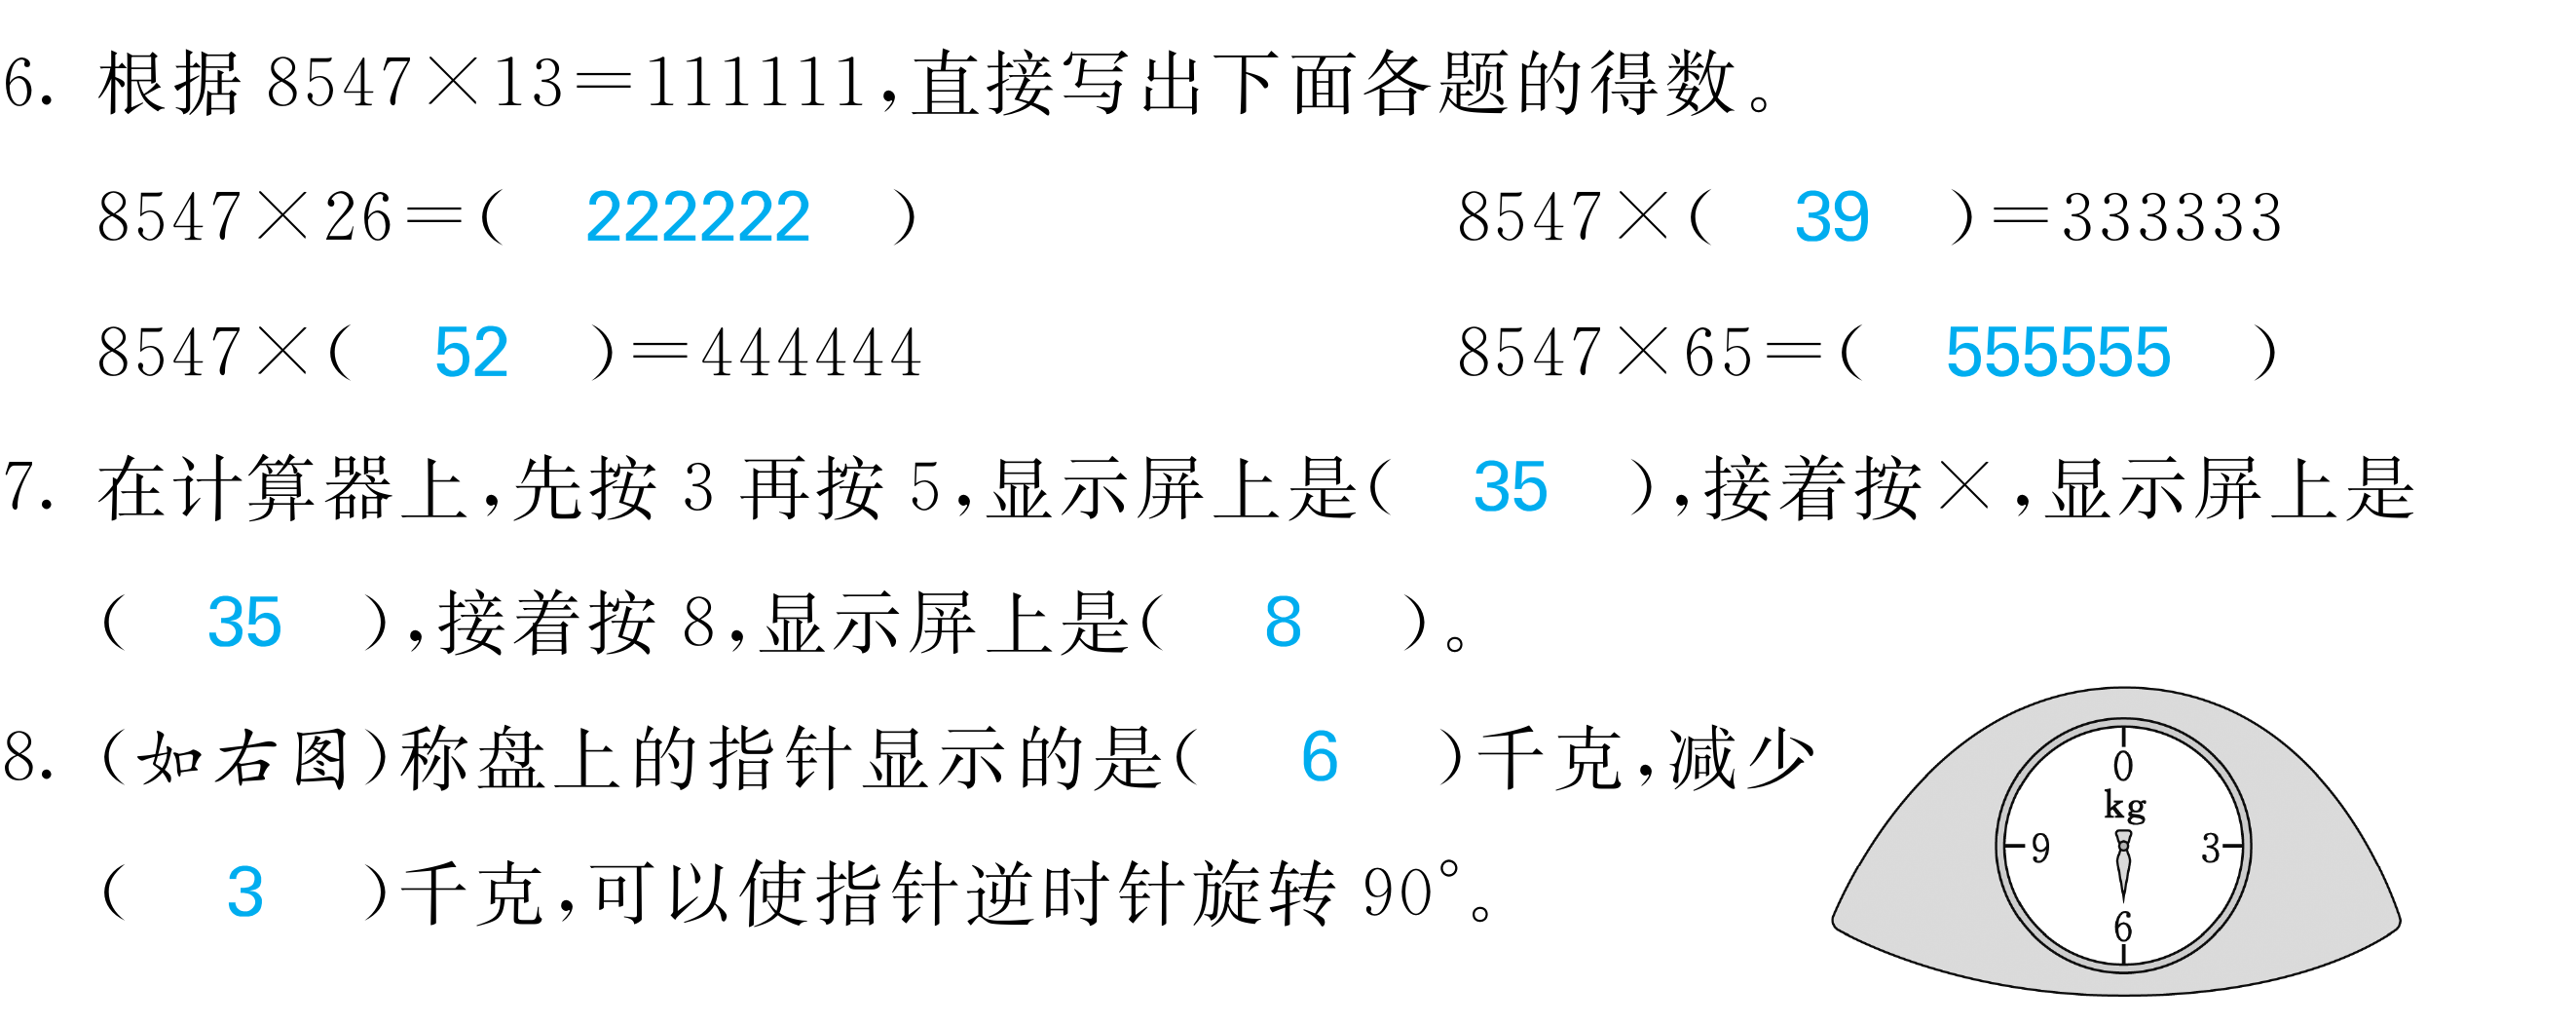 6. 根据 8547×13=111111,直接写出下面各题的得数。
8547×26=( 222222 ) 8547×( 39 )=333333
8547×( 52 )=444444 8547×65=( 555555 )
7. 在计算器上,先按 3 再按 5,显示屏上是( 35 ),接着按×,显示屏上是
( 35 ),接着按 8,显示屏上是( 8 )。
8. (如右图)称盘上的指针显示的是( 6 )千克,减少
( 3 )千克,可以使指针逆时针旋转 90°。
0
kg
9 3
6